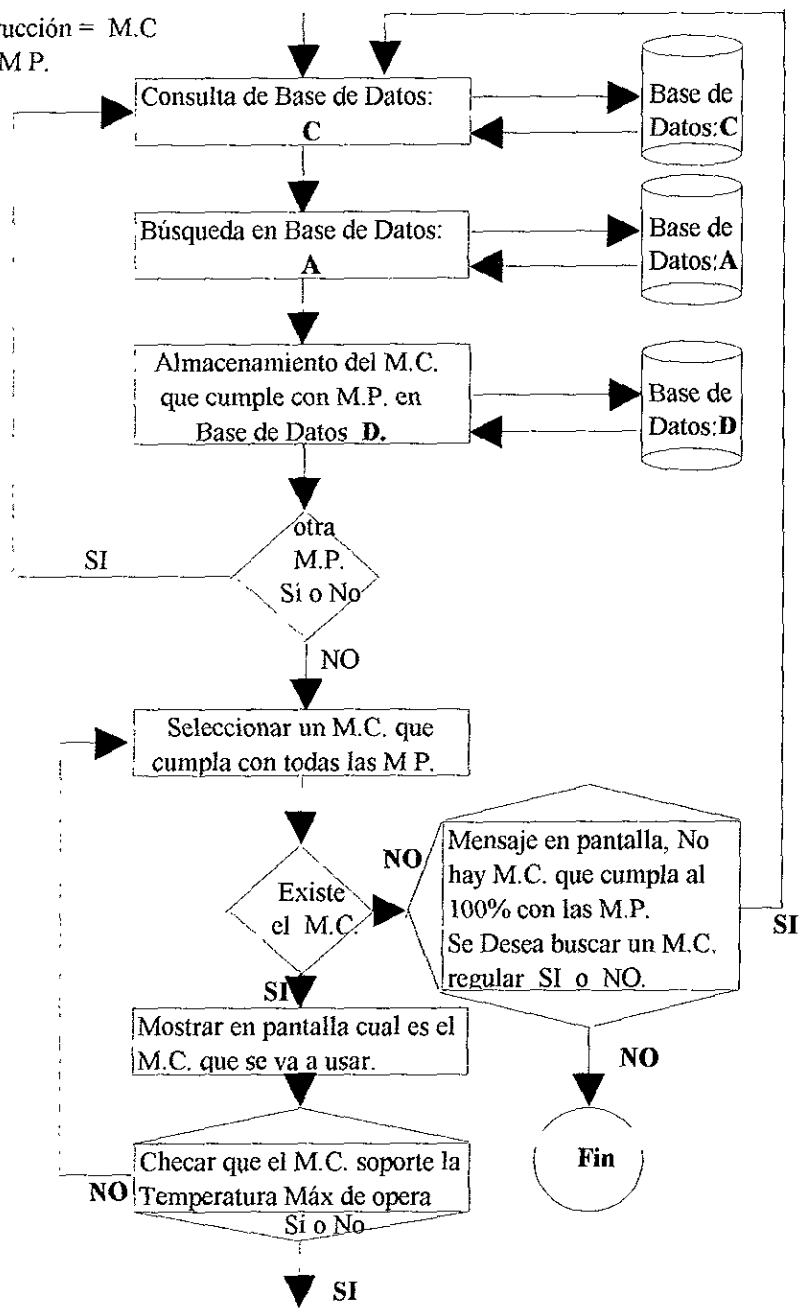 rucción = M.C
M P.
Consulta de Base de Datos:
C
Base de
Datos:C
Búsqueda en Base de Datos:
A
Base de
Datos:A
Almacenamiento del M.C.
que cumple con M.P. en
Base de Datos D.
Base de
Datos:D
otra
M.P.
Sí o No
SI
NO
Seleccionar un M.C. que
cumpla con todas las M P.
Existe
el M.C.
NO
Mensaje en pantalla, No
hay M.C. que cumpla al
100% con las M.P.
Se Desea buscar un M.C.
regular SI o NO.
SI
SI
Mostrar en pantalla cual es el
M.C. que se va a usar.
NO
Fin
Checar que el M.C. soporte la
Temperatura Máx de opera
Si o No
NO
SI